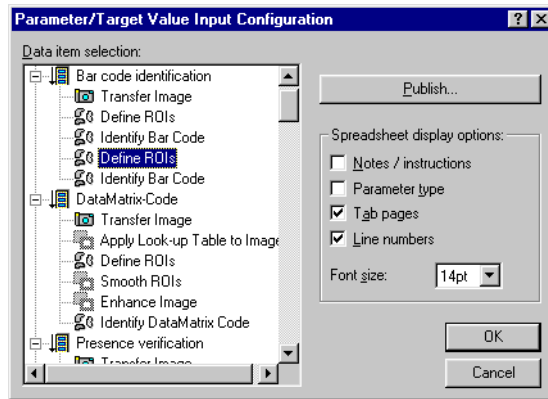 Parameter/Target Value Input Configuration
Data item selection:
Bar code identification
Transfer Image
Define ROIs
Identify Bar Code
Define ROIs
Identify Bar Code
DataMatrix-Code
Transfer Image
Apply Look-up Table to Image
Define ROIs
Smooth ROIs
Enhance Image
Identify DataMatrix Code
Presence verification
Transfer Image
Publish...
Spreadsheet display options:
Notes / instructions
Parameter type
Tab pages
Line numbers
Font size: 14pt
OK
Cancel